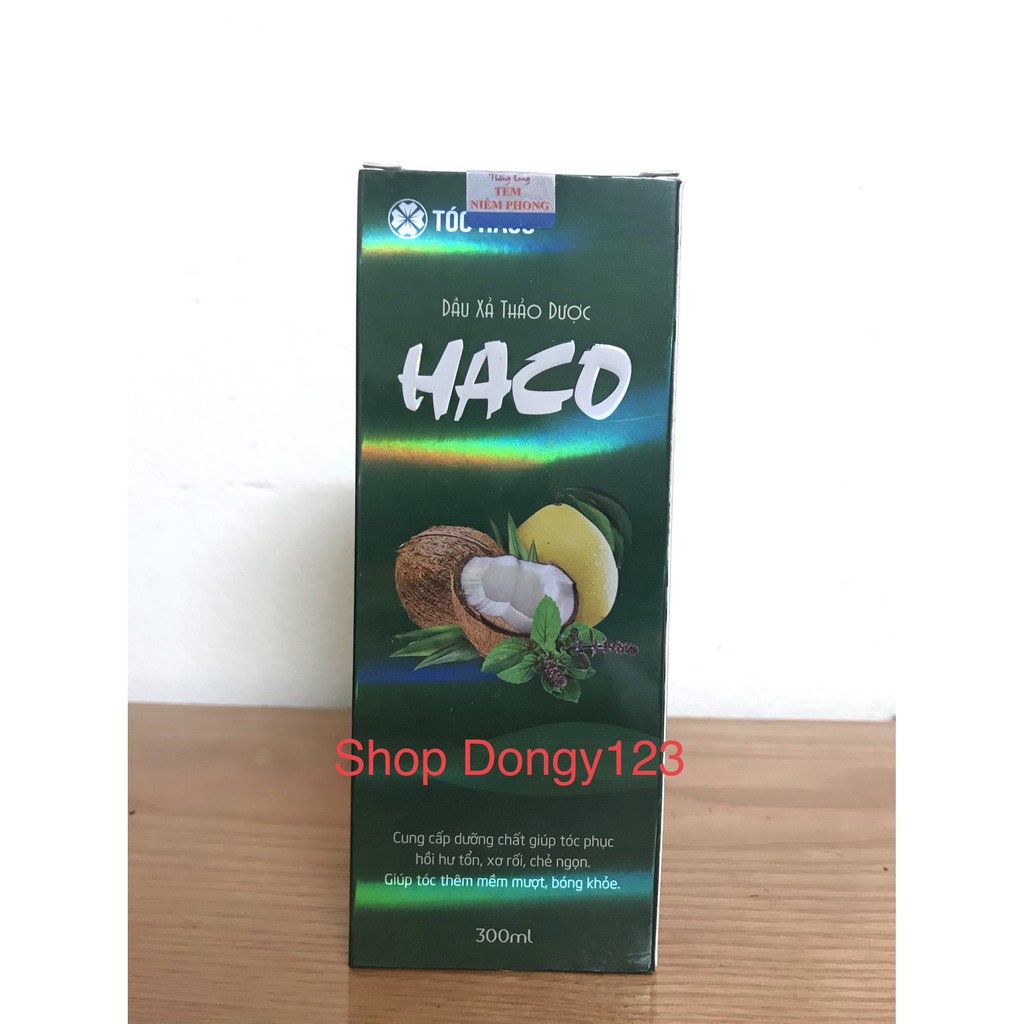 Thăng Long
TEM
NIÊM PHONG
TÓC HACO
DẦU XẢ THẢO DƯỢC
HACO
Shop Dongy123
Cung cấp dưỡng chất giúp tóc phục
hồi hư tổn, xơ rối, chẻ ngọn.
Giúp tóc thêm mềm mượt, bóng khỏe.
300ml